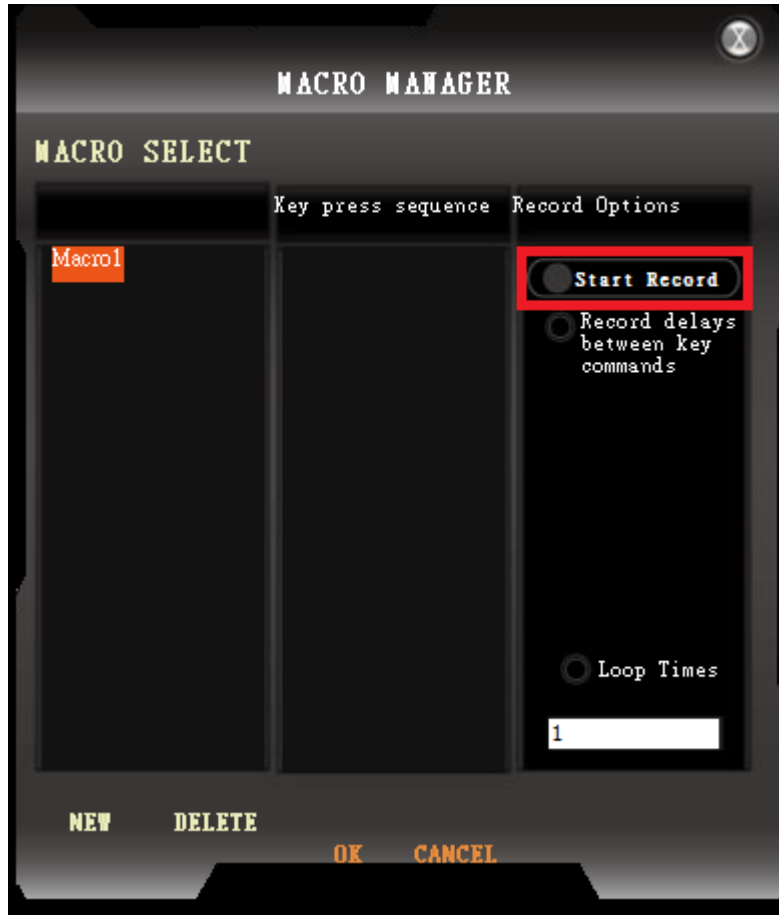 X
MACRO MANAGER
MACRO SELECT
Key press sequence
Record Options
Macro1
Start Record
Record delays
between key
commands
Loop Times
1
NEW
DELETE
OK
CANCEL